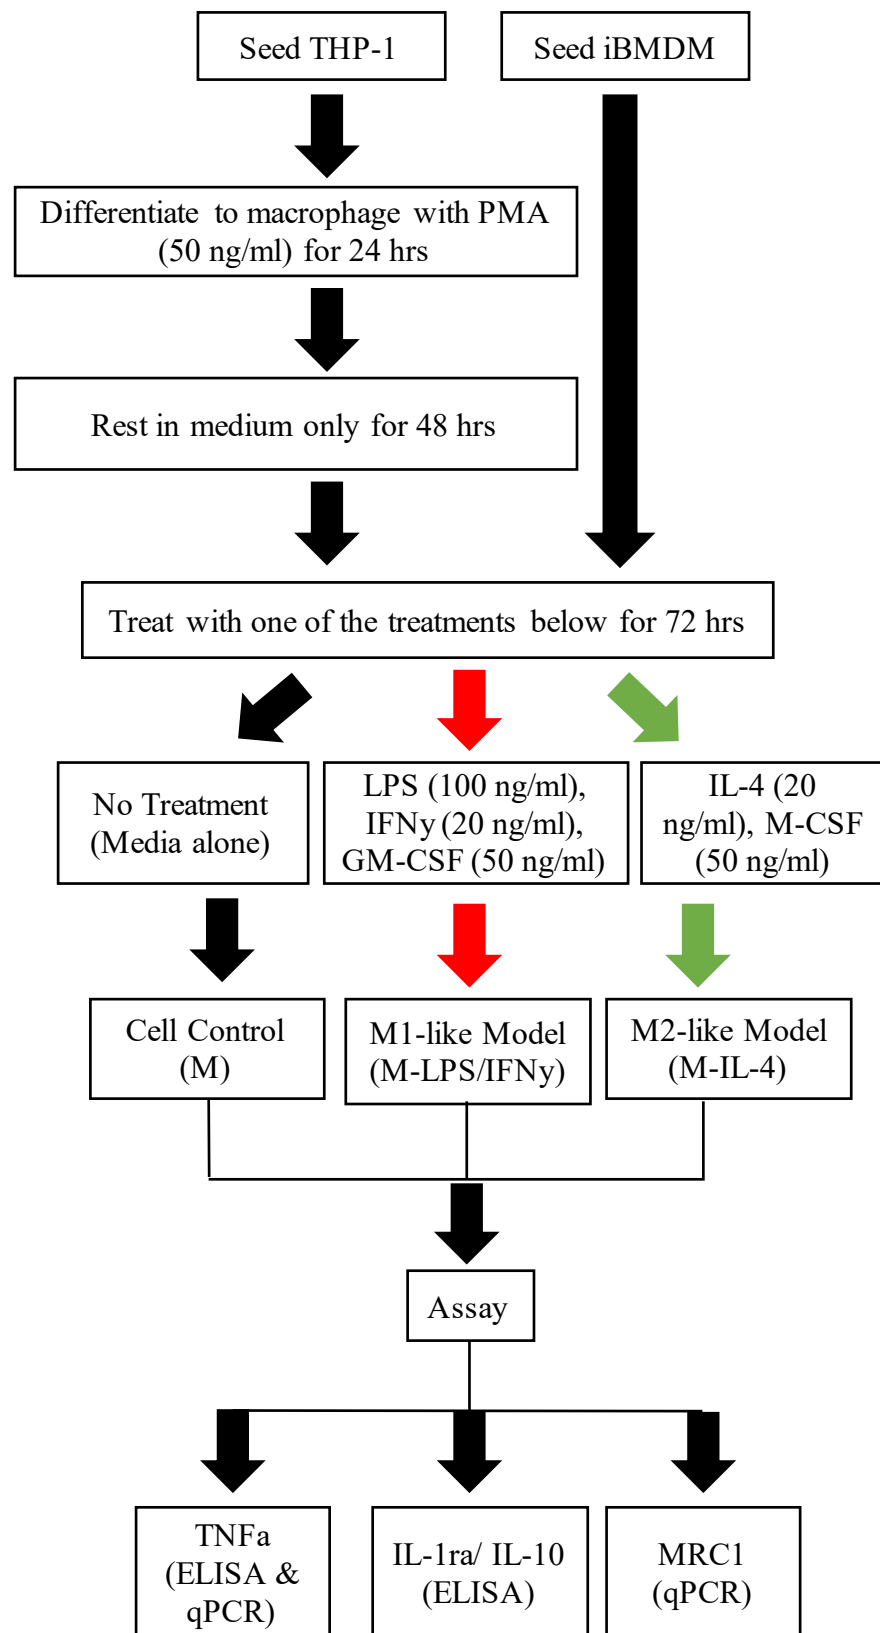 Seed THP-1
Seed iBMDM
Differentiate to macrophage with PMA
(50 ng/ml) for 24 hrs
Rest in medium only for 48 hrs
Treat with one of the treatments below for 72 hrs
No Treatment
(Media alone)
LPS (100 ng/ml),
IFNy (20 ng/ml),
GM-CSF (50 ng/ml)
IL-4 (20
ng/ml), M-CSF
(50 ng/ml)
Cell Control
(M)
M1-like Model
(M-LPS/IFNy)
M2-like Model
(M-IL-4)
Assay
TNFa
(ELISA &
qPCR)
IL-1ra/ IL-10
(ELISA)
MRC1
(qPCR)